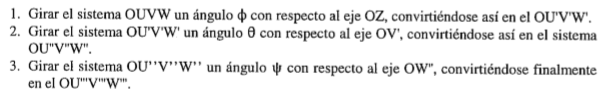 1. Girar el sistema OUVW un ángulo ϕ con respecto al eje OZ, convirtiéndose así en el OU'V'W'.
2. Girar el sistema OU'V'W' un ángulo θ con respecto al eje OV', convirtiéndose así en el sistema
OU"V"W".
3. Girar el sistema OU''V''W'' un ángulo ψ con respecto al eje OW", convirtiéndose finalmente
en el OU'"V'"W'".